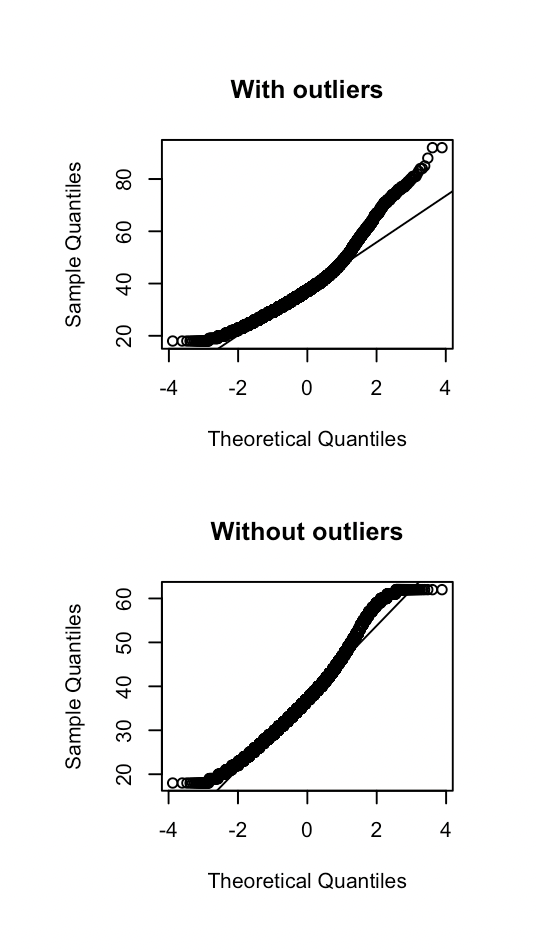 With outliers
Sample Quantiles
80
60
40
20
-4 -2 0 2 4
Theoretical Quantiles
Without outliers
Sample Quantiles
60
50
40
30
20
-4 -2 0 2 4
Theoretical Quantiles